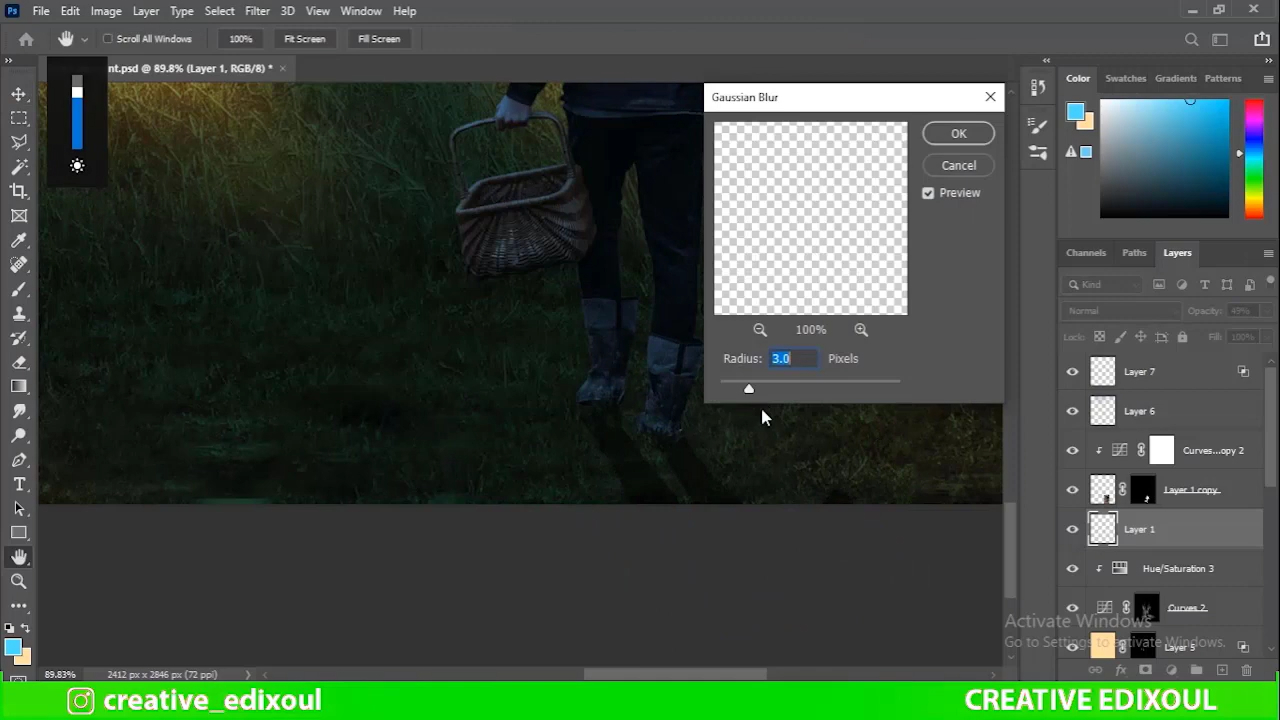 Ps File Edit Image Layer Type Select Filter 3D View Window Help
Scroll All Windows 100% Fit Screen Fill Screen
nt.psd @ 89.8% (Layer 1, RGB/8) *
Gaussian Blur
OK
Cancel
Preview
100%
Radius: 3.0 Pixels
Color Swatches Gradients Patterns
Channels Paths Layers
Kind
Normal Opacity: 49%
Lock: Fill: 100%
Layer 7
Layer 6
Curves...opy 2
Layer 1 copy
Layer 1
Hue/Saturation 3
Curves 2
Layer 5
Activate Windows
Go to Settings to activate Windows.
89.83% 2412 px x 2846 px (72 ppi)
creative_edixoul
CREATIVE EDIXOUL